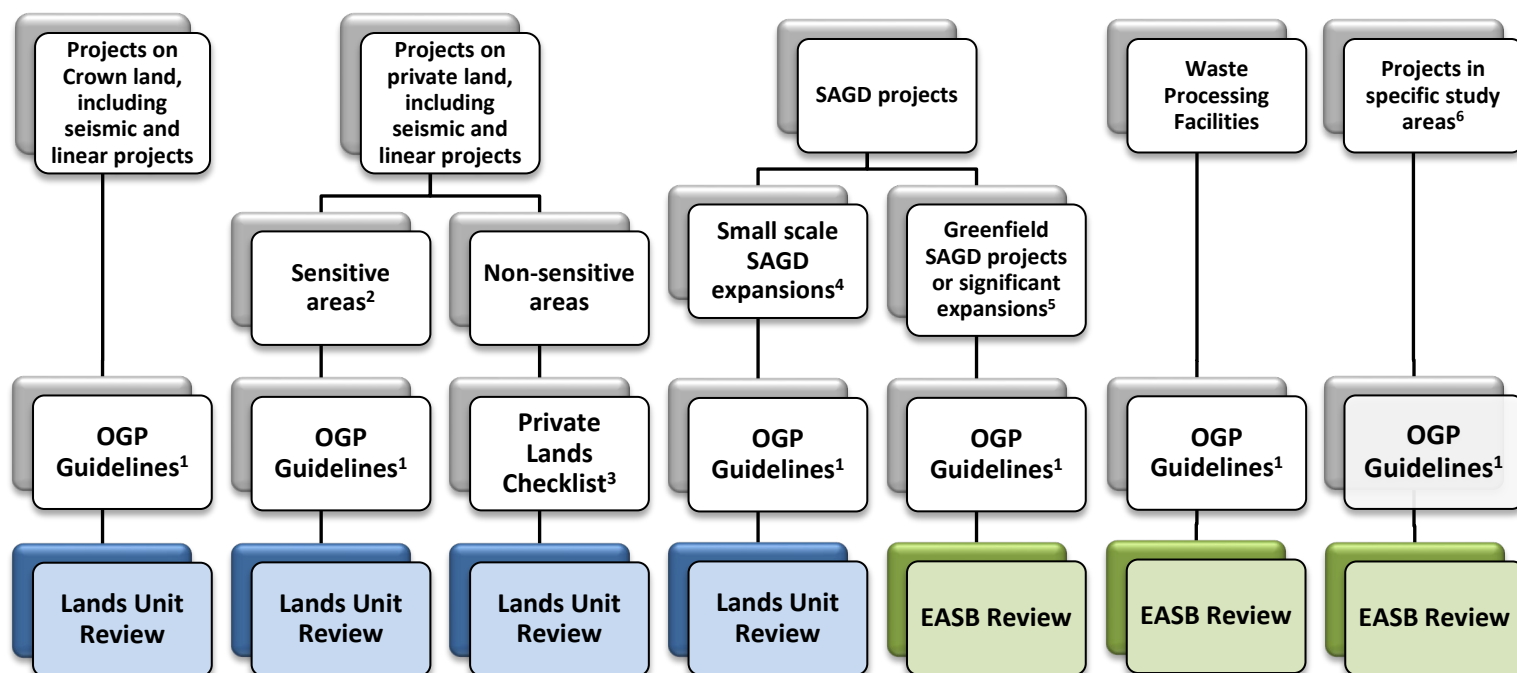 Projects on
Crown land,
including
seismic and
linear projects
Projects on
private land,
including
seismic and
linear projects
SAGD projects
Waste
Processing
Facilities
Projects in
specific study
areas⁶
Sensitive
areas²
Non-sensitive
areas
Small scale
SAGD
expansions⁴
Greenfield
SAGD projects
or significant
expansions⁵
OGP
Guidelines¹
OGP
Guidelines¹
Private
Lands
Checklist³
OGP
Guidelines¹
OGP
Guidelines¹
OGP
Guidelines¹
OGP
Guidelines¹
Lands Unit
Review
Lands Unit
Review
Lands Unit
Review
Lands Unit
Review
EASB Review
EASB Review
EASB Review